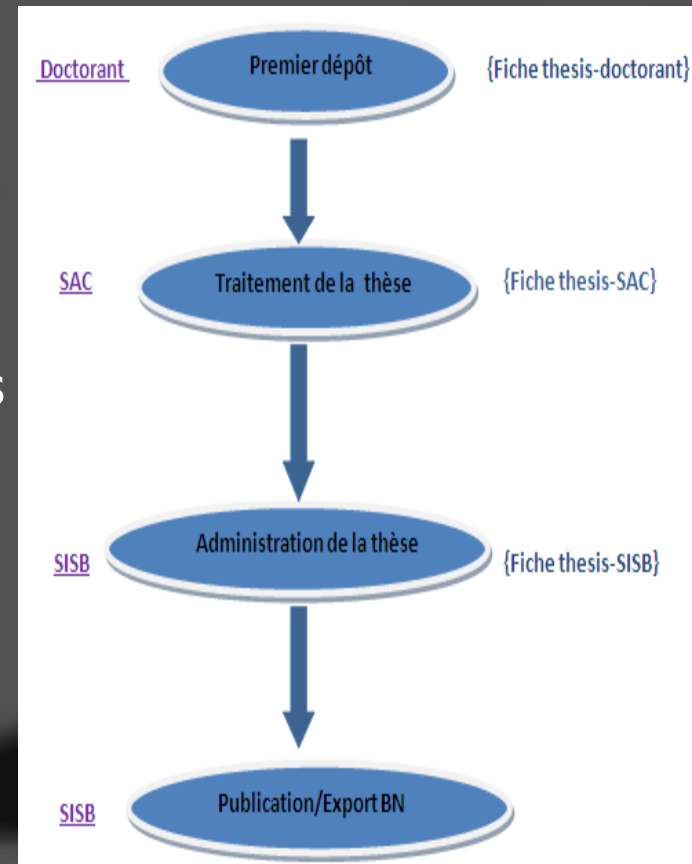 Doctorant Premier dépôt {Fiche thesis-doctorant}
SAC Traitement de la thèse {Fiche thesis-SAC}
s
SISB Administration de la thèse {Fiche thesis-SISB}
SISB Publication/Export BN